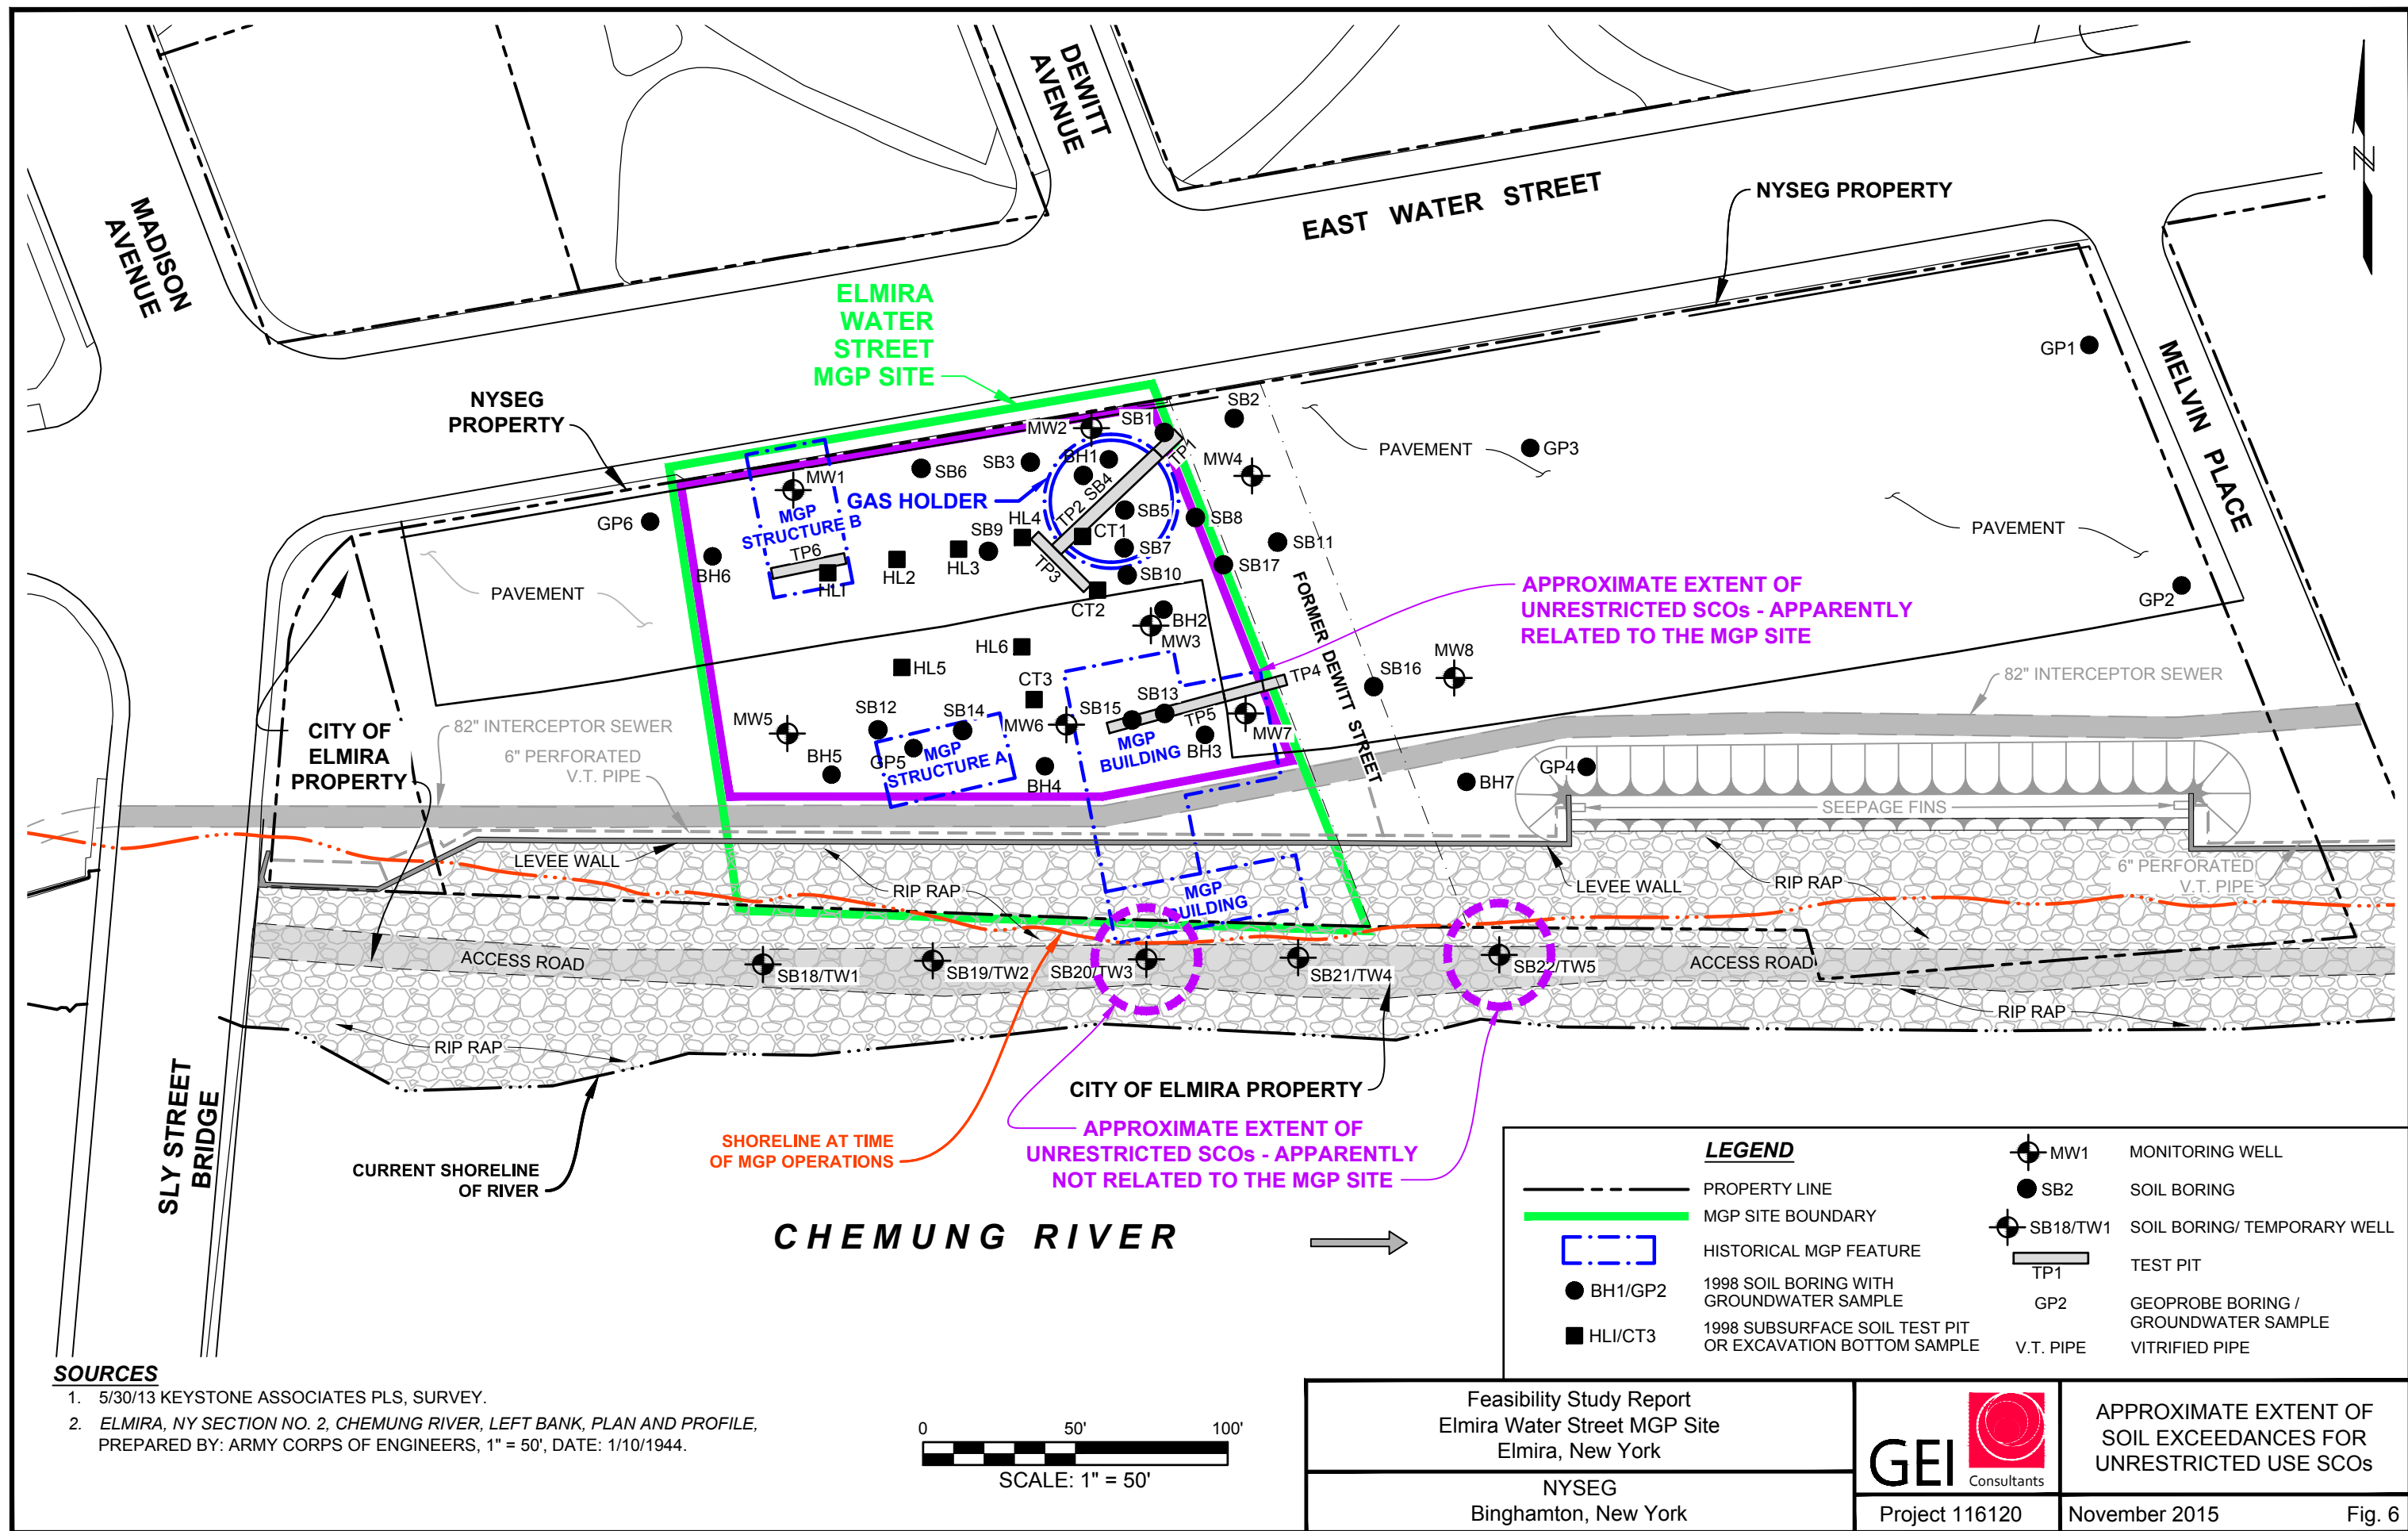 DEWITT
AVENUE
MADISON
AVENUE
EAST WATER STREET
NYSEG PROPERTY
N
ELMIRA
WATER
STREET
MGP SITE
NYSEG
PROPERTY
MELVIN PLACE
GP1
GP2
GP3
PAVEMENT
PAVEMENT
PAVEMENT
SB2
SB1
MW2
MW4
BH1
SB3
SB6
MW1
GAS HOLDER
MGP
STRUCTURE B
TP1
TP2
SB4
SB5
SB8
GP6
SB9
HL4
CT1
SB7
SB11
SB17
TP6
HL1
HL2
HL3
TP3
SB10
CT2
BH6
BH2
MW3
FORMER DEWITT STREET
APPROXIMATE EXTENT OF
UNRESTRICTED SCOs - APPARENTLY
RELATED TO THE MGP SITE
HL6
HL5
CT3
MW8
SB16
TP4
SB13
SB15
TP5
MW7
BH3
MW6
SB12
SB14
MW5
GP5
BH5
BH4
MGP
STRUCTURE A
MGP
BUILDING
CITY OF
ELMIRA
PROPERTY
82" INTERCEPTOR SEWER
6" PERFORATED
V.T. PIPE
82" INTERCEPTOR SEWER
GP4
BH7
SEEPAGE FINS
LEVEE WALL
RIP RAP
MGP
BUILDING
LEVEE WALL
RIP RAP
6" PERFORATED
V.T. PIPE
ACCESS ROAD
SB18/TW1
SB19/TW2
SB20/TW3
SB21/TW4
SB22/TW5
ACCESS ROAD
RIP RAP
RIP RAP
SLY STREET
BRIDGE
CURRENT SHORELINE
OF RIVER
SHORELINE AT TIME
OF MGP OPERATIONS
CITY OF ELMIRA PROPERTY
APPROXIMATE EXTENT OF
UNRESTRICTED SCOs - APPARENTLY
NOT RELATED TO THE MGP SITE
CHEMUNG RIVER
LEGEND
PROPERTY LINE
MGP SITE BOUNDARY
HISTORICAL MGP FEATURE
BH1/GP2 1998 SOIL BORING WITH
GROUNDWATER SAMPLE
HLI/CT3 1998 SUBSURFACE SOIL TEST PIT
OR EXCAVATION BOTTOM SAMPLE
MW1 MONITORING WELL
SB2 SOIL BORING
SB18/TW1 SOIL BORING/ TEMPORARY WELL
TP1 TEST PIT
GP2 GEOPROBE BORING /
GROUNDWATER SAMPLE
V.T. PIPE VITRIFIED PIPE
SOURCES
1. 5/30/13 KEYSTONE ASSOCIATES PLS, SURVEY.
2. ELMIRA, NY SECTION NO. 2, CHEMUNG RIVER, LEFT BANK, PLAN AND PROFILE,
PREPARED BY: ARMY CORPS OF ENGINEERS, 1" = 50', DATE: 1/10/1944.
0 50' 100'
SCALE: 1" = 50'
Feasibility Study Report
Elmira Water Street MGP Site
Elmira, New York
NYSEG
Binghamton, New York
GEI
Consultants
Project 116120
APPROXIMATE EXTENT OF
SOIL EXCEEDANCES FOR
UNRESTRICTED USE SCOs
November 2015 Fig. 6